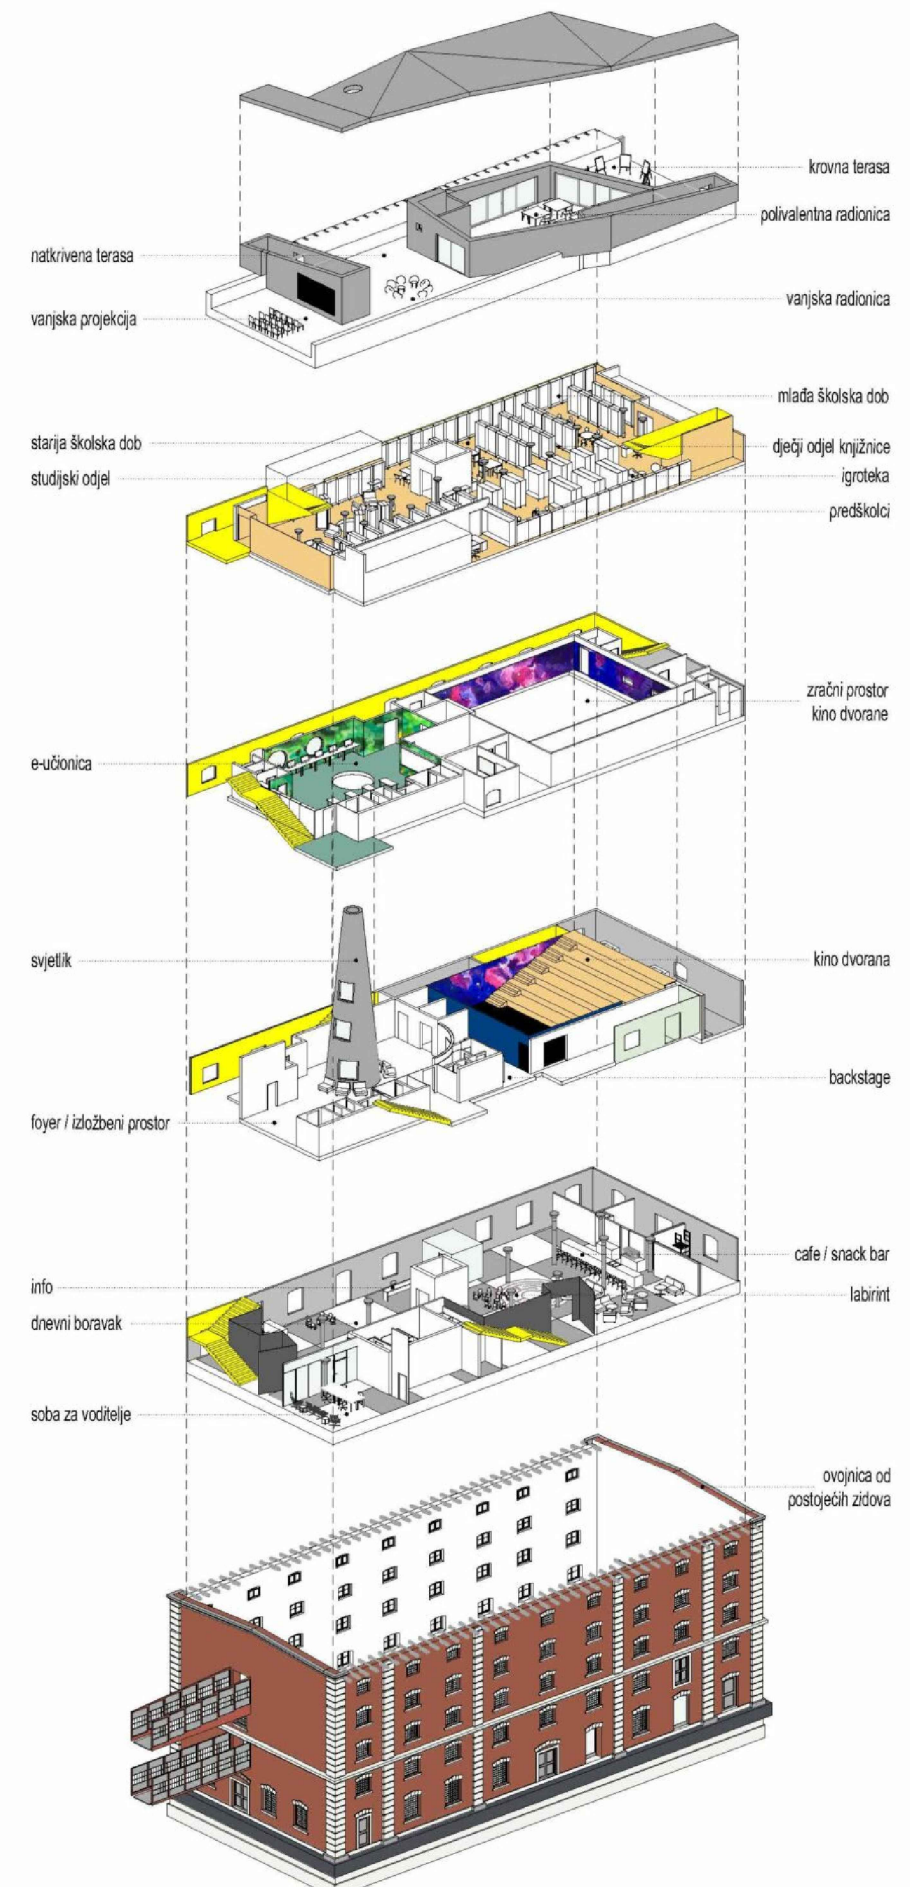 krovna terasa
polivalentna radionica
natkrivena terasa
vanjska radionica
vanjska projekcija
mlađa školska dob
starija školska dob
dječji odjel knjižnice
studijski odjel
igroteka
predškolci
zračni prostor
kino dvorane
e-učionica
svjetlik
kino dvorana
backstage
foyer / izložbeni prostor
cafe / snack bar
info
labirint
dnevni boravak
soba za voditelje
ovojnica od
postojećih zidova